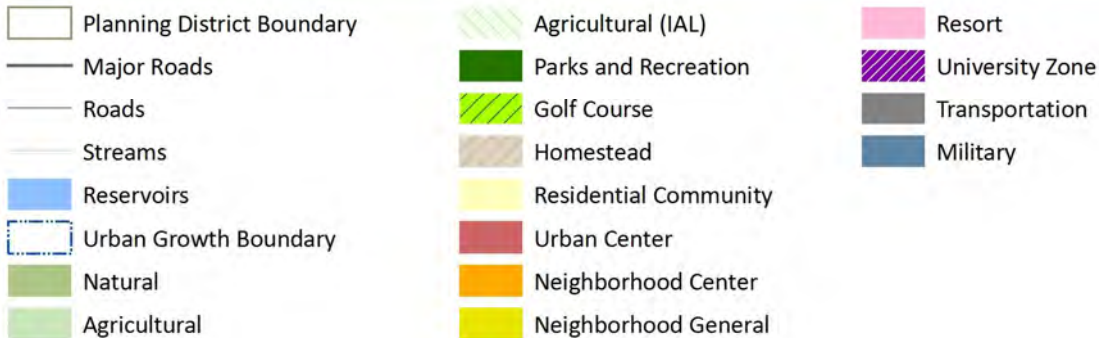 Planning District Boundary
Major Roads
Roads
Streams
Reservoirs
Urban Growth Boundary
Natural
Agricultural
Agricultural (IAL)
Parks and Recreation
Golf Course
Homestead
Residential Community
Urban Center
Neighborhood Center
Neighborhood General
Resort
University Zone
Transportation
Military